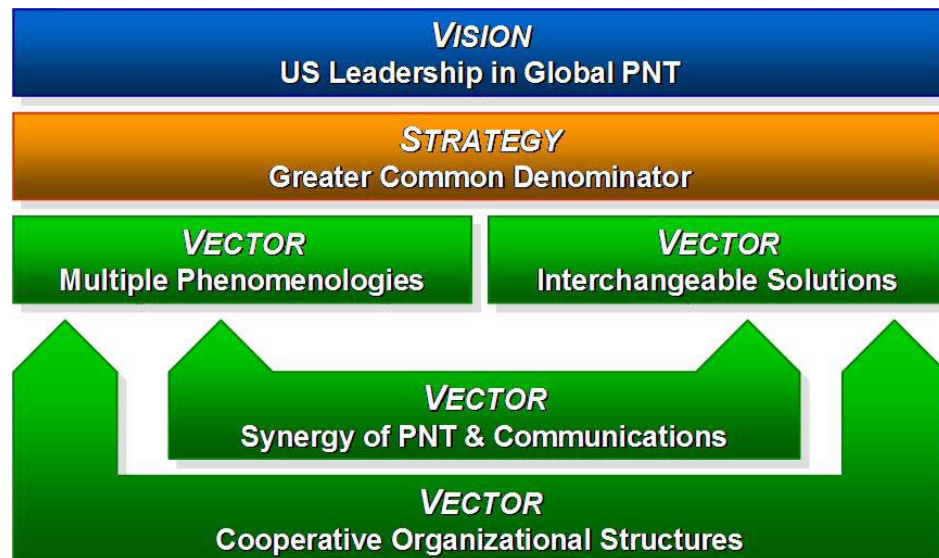 VISION
US Leadership in Global PNT
STRATEGY
Greater Common Denominator
VECTOR
Multiple Phenomenologies
VECTOR
Interchangeable Solutions
VECTOR
Synergy of PNT & Communications
VECTOR
Cooperative Organizational Structures